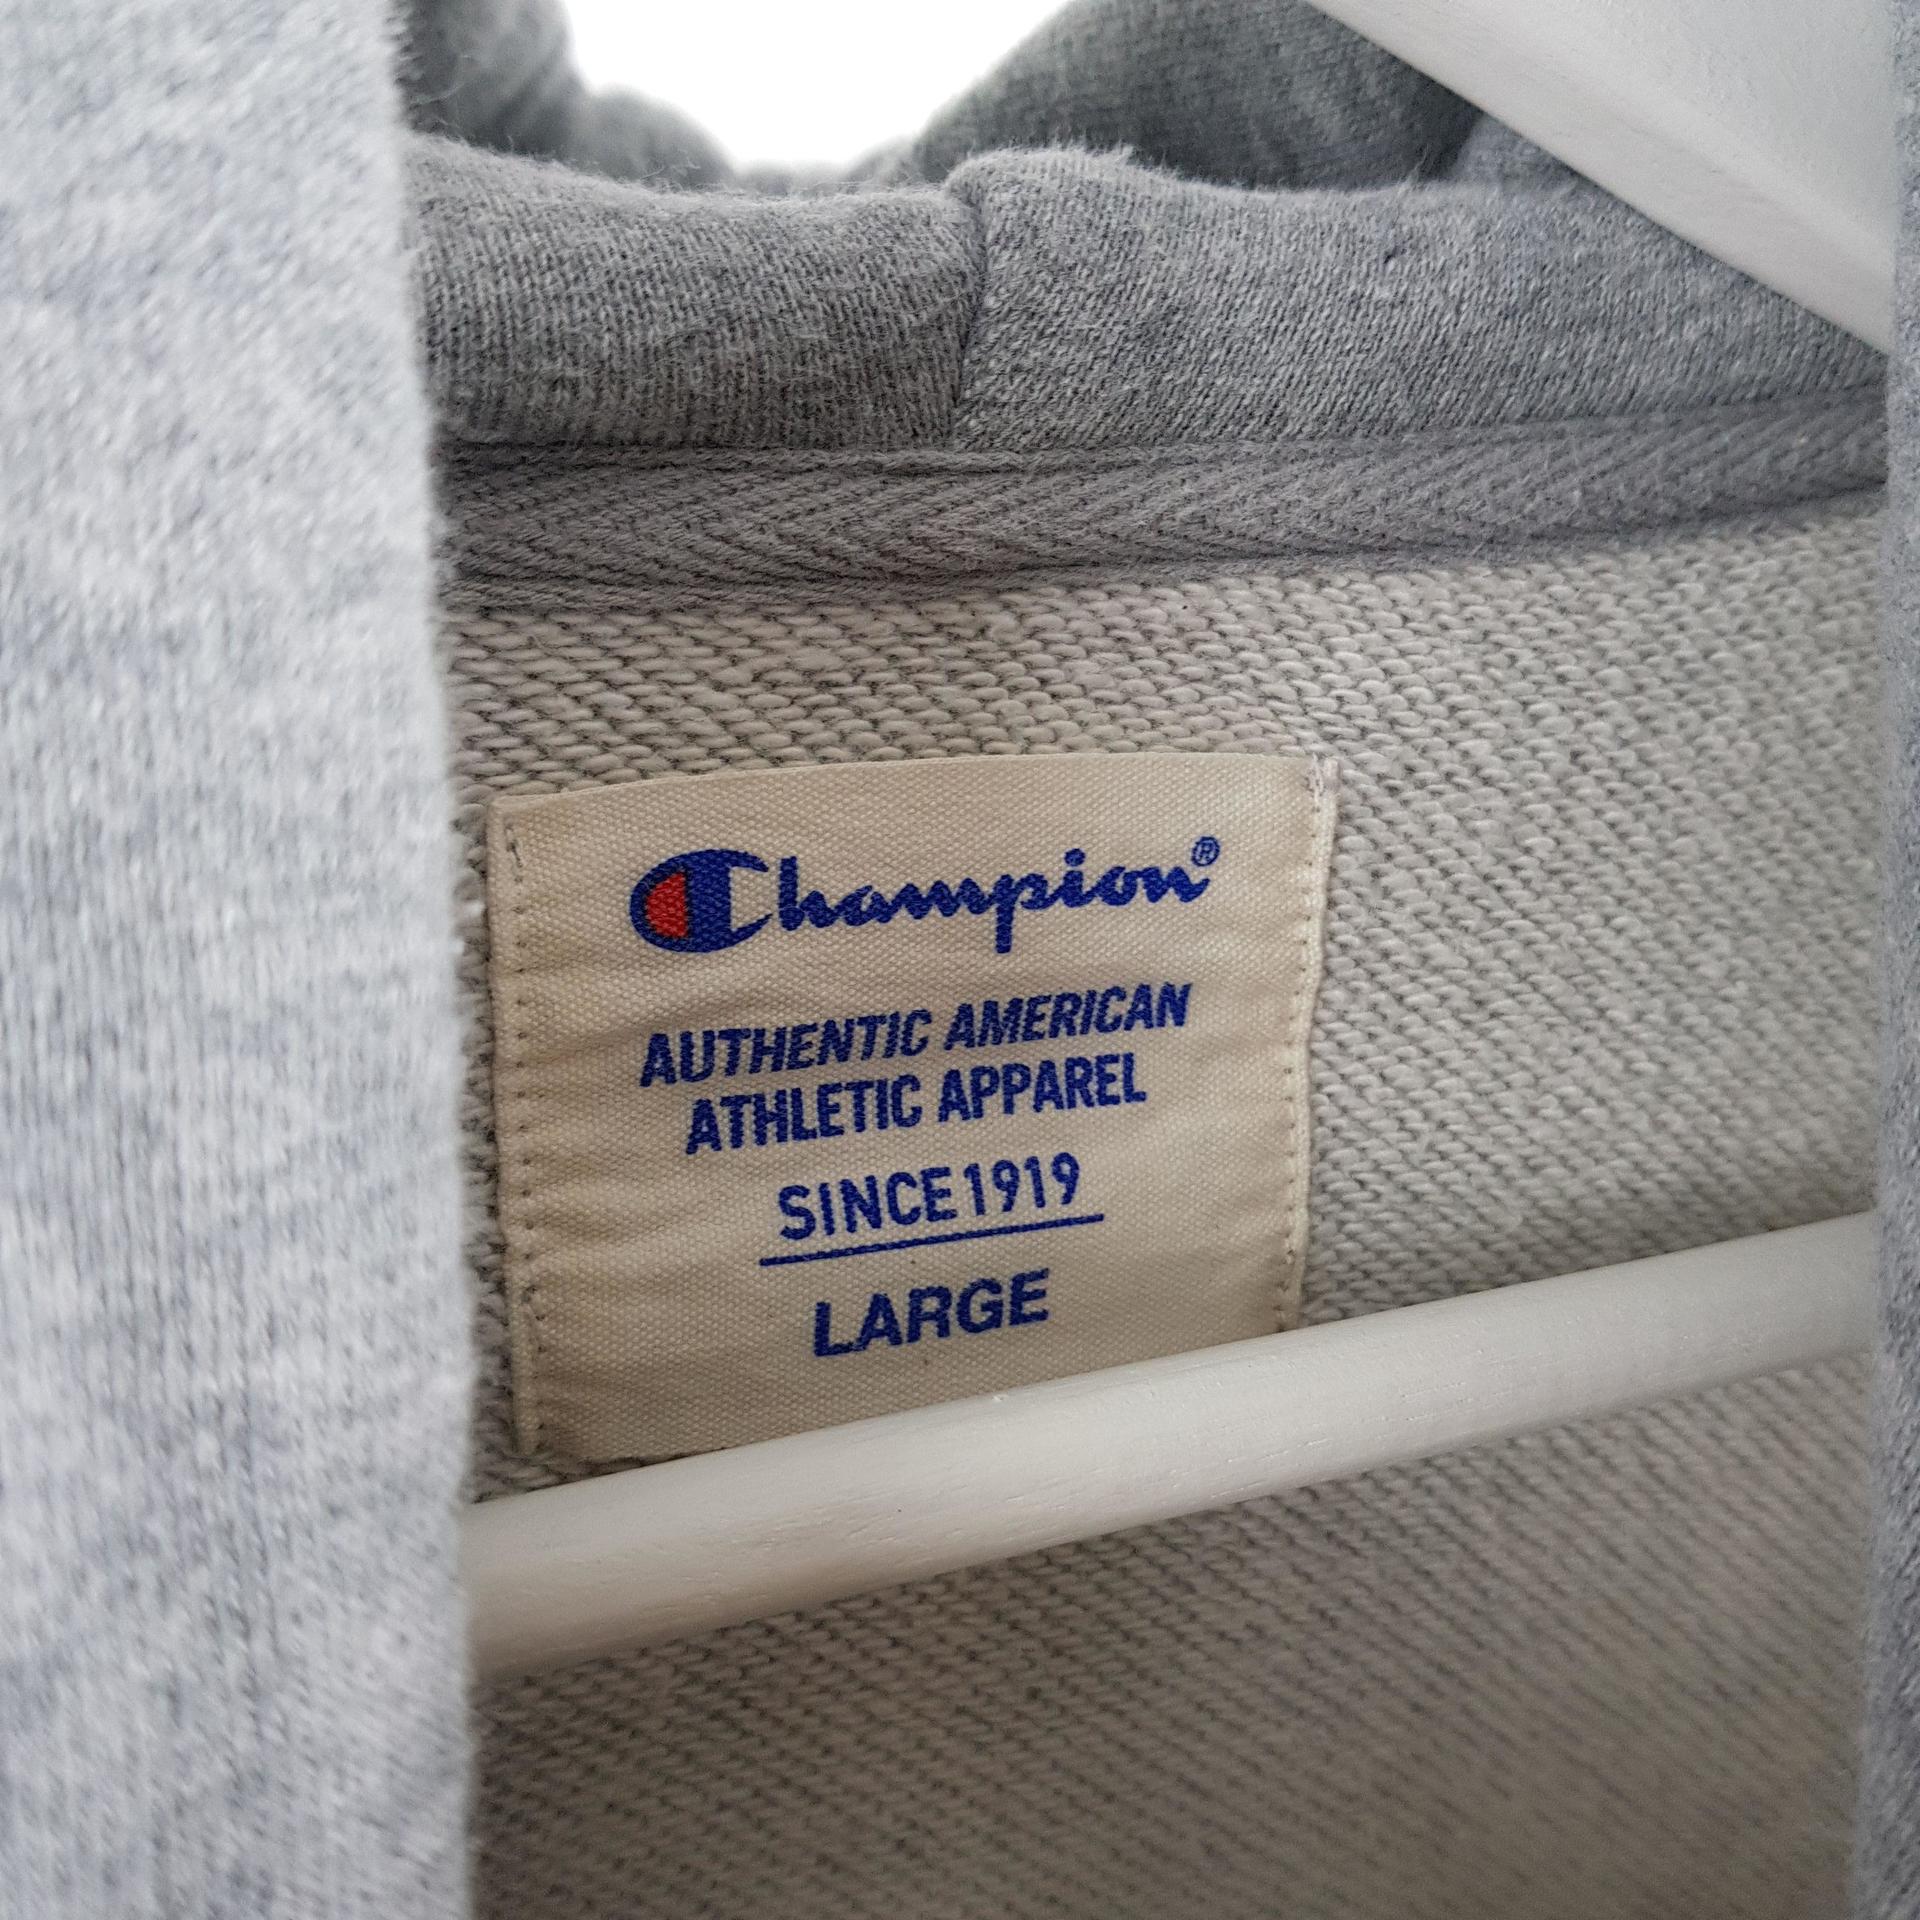 Champion®
AUTHENTIC AMERICAN
ATHLETIC APPAREL
SINCE 1919
LARGE